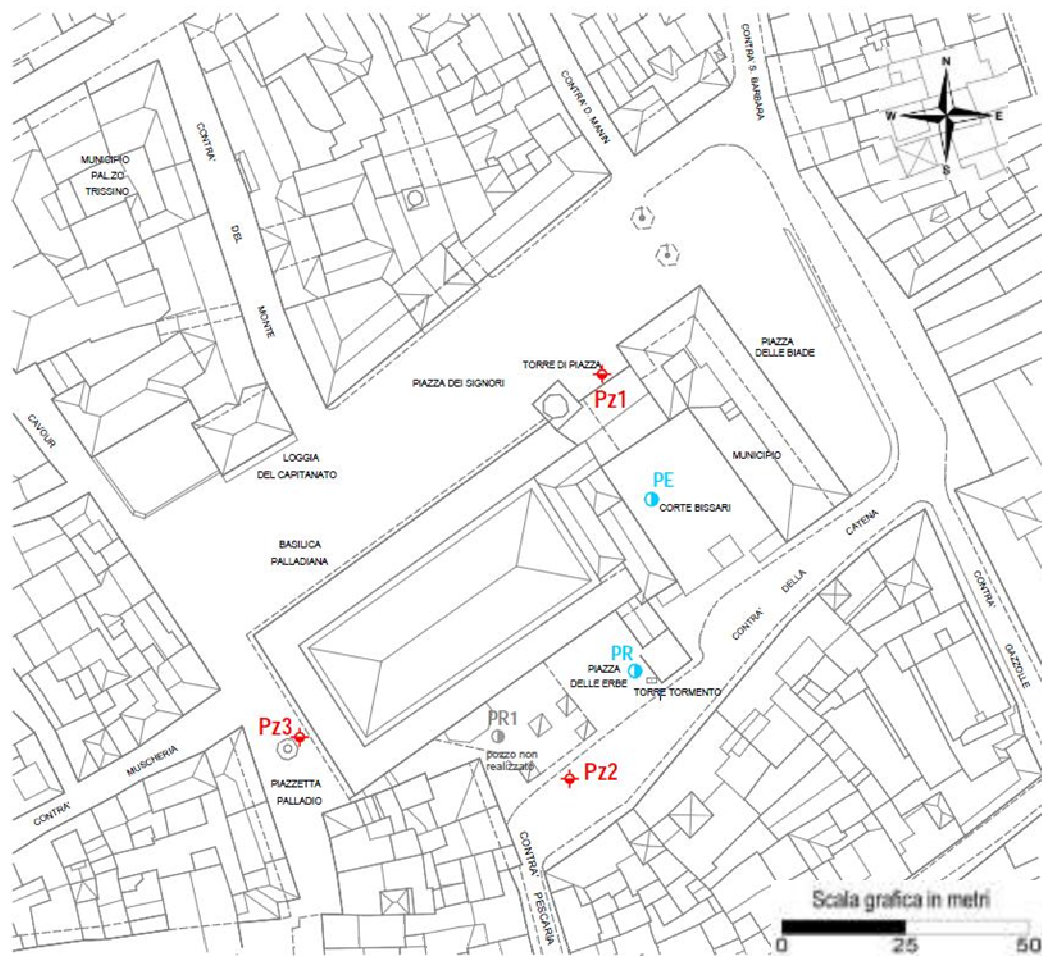 CONTRA' D. MANIN
CONTRA' S. BARBARA
N
W
E
S
CONTRA'
DEL
MONTE
MUNICIPIO
PALZO
TRISSINO
TORRE DI PIAZZA
Pz1
PIAZZA
DELLE BIADE
PIAZZA DEI SIGNORI
CAVOUR
LOGGIA
DEL CAPITANATO
MUNICIPIO
PE
CORTE BISSARI
CATENA
DELLA
CONTRA'
BASILICA
PALLADIANA
CONTRA'
GAZZOLLE
PR
PIAZZA
DELLE ERBE
TORRE TORMENTO
PR1
pozzo non
realizzato
Pz3
Pz2
MUSCHERIA
CONTRA'
PIAZZETTA
PALLADIO
CONTRA'
PESCARIA
Scala grafica in metri
0 25 50